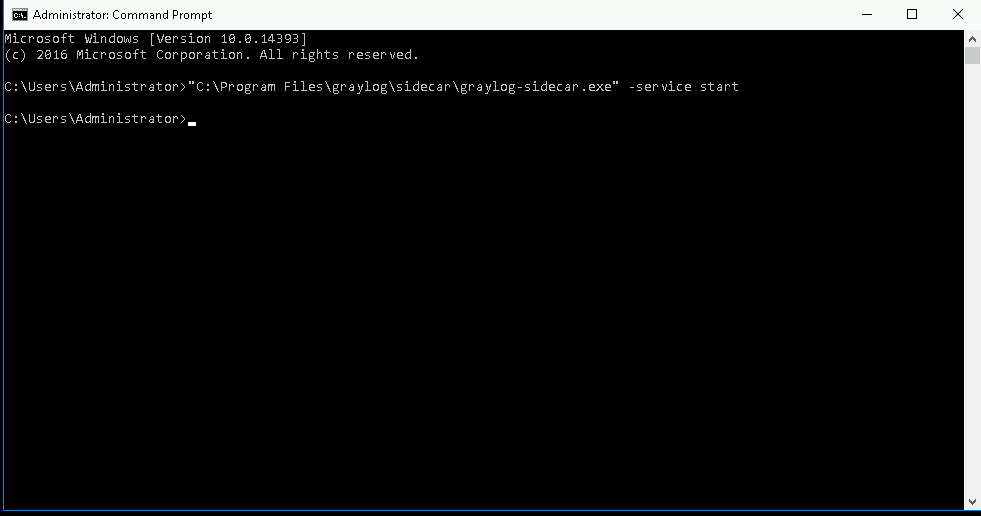 Administrator: Command Prompt
Microsoft Windows [Version 10.0.14393]
(c) 2016 Microsoft Corporation. All rights reserved.
C:\Users\Administrator>"C:\Program Files\graylog\sidecar\graylog-sidecar.exe" -service start
C:\Users\Administrator>